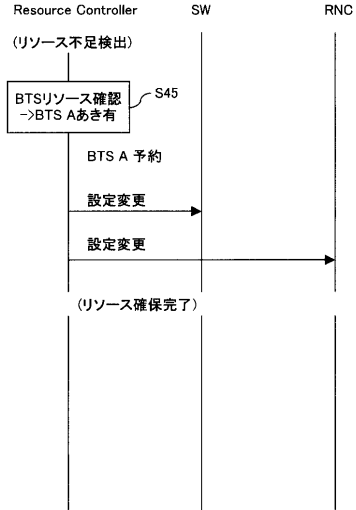 Resource Controller SW RNC
(リソース不足検出)
BTSリソース確認 S45
->BTS Aあき有
BTS A 予約
設定変更
設定変更
(リソース確保完了)